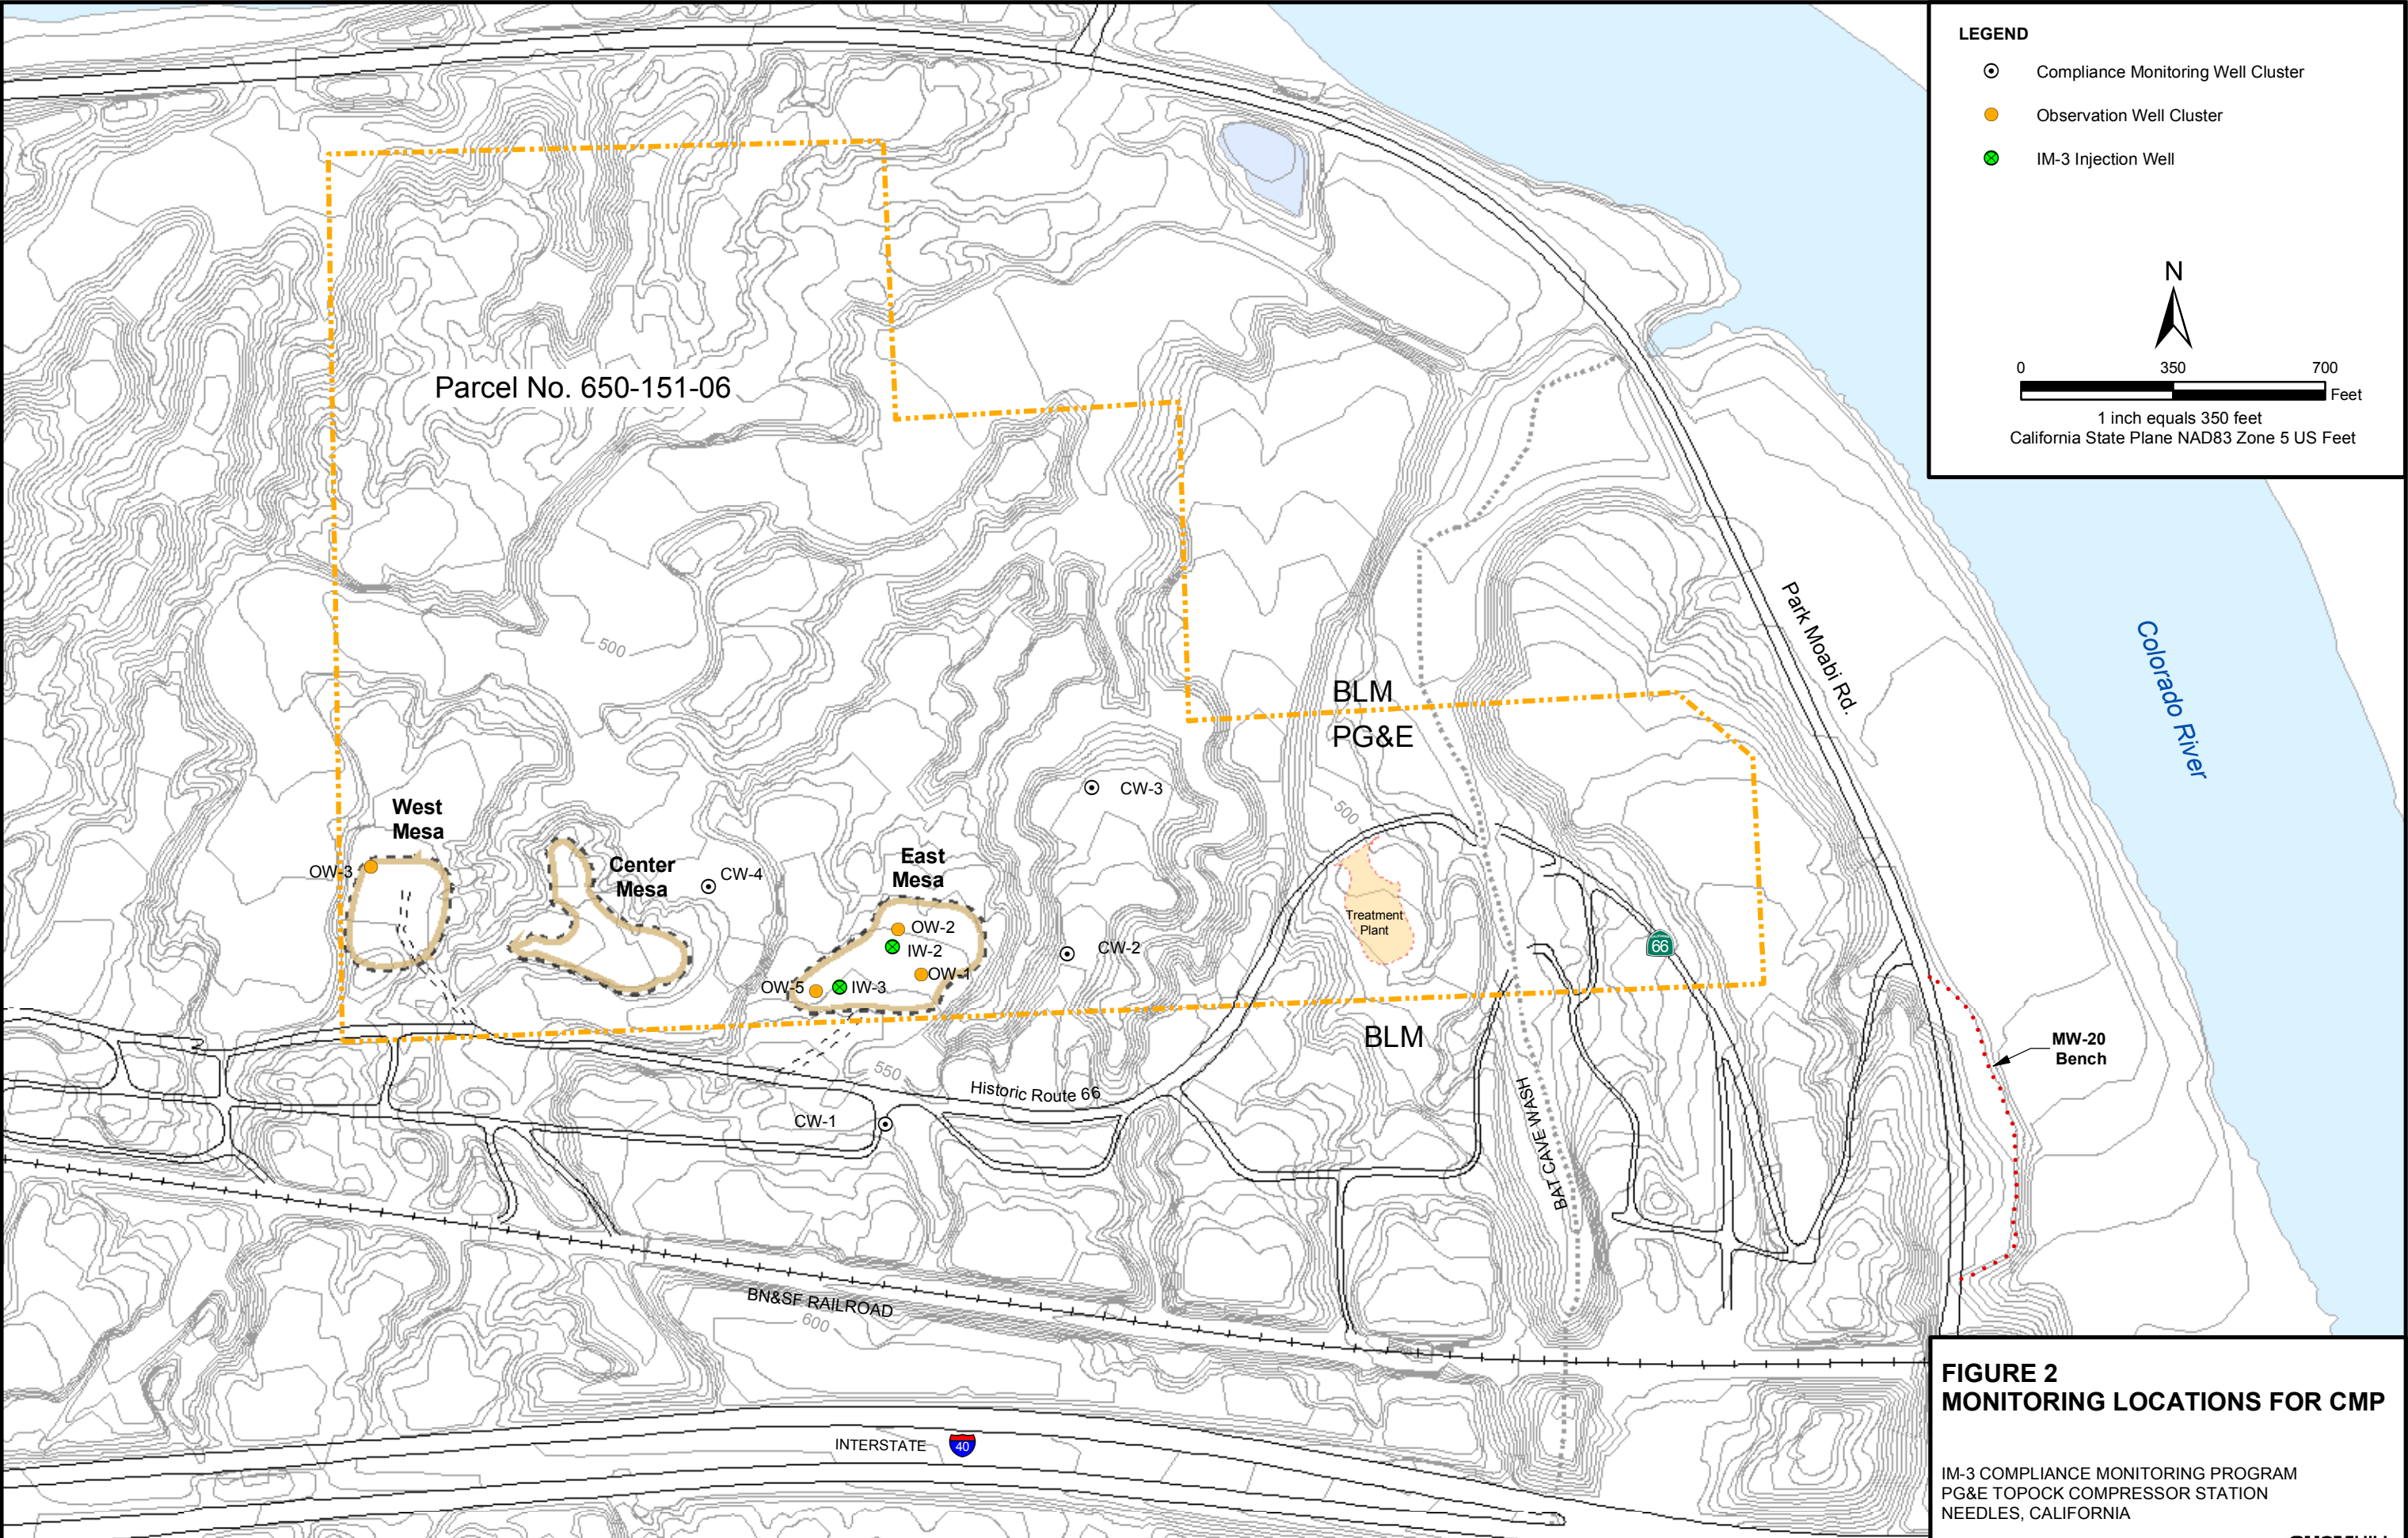 LEGEND
Compliance Monitoring Well Cluster
Observation Well Cluster
IM-3 Injection Well
N
0 350 700
Feet
1 inch equals 350 feet
California State Plane NAD83 Zone 5 US Feet
Parcel No. 650-151-06
500
Park Moabi Rd.
Colorado River
BLM
PG&E
CW-3
500
West
Mesa
OW-3
Center
Mesa
CW-4
East
Mesa
OW-2
IW-2
OW-1
OW-5
IW-3
CW-2
Treatment
Plant
66
BLM
MW-20
Bench
550
Historic Route 66
CW-1
BAT CAVE WASH
BN&SF RAILROAD
600
INTERSTATE 40
FIGURE 2
MONITORING LOCATIONS FOR CMP
IM-3 COMPLIANCE MONITORING PROGRAM
PG&E TOPOCK COMPRESSOR STATION
NEEDLES, CALIFORNIA